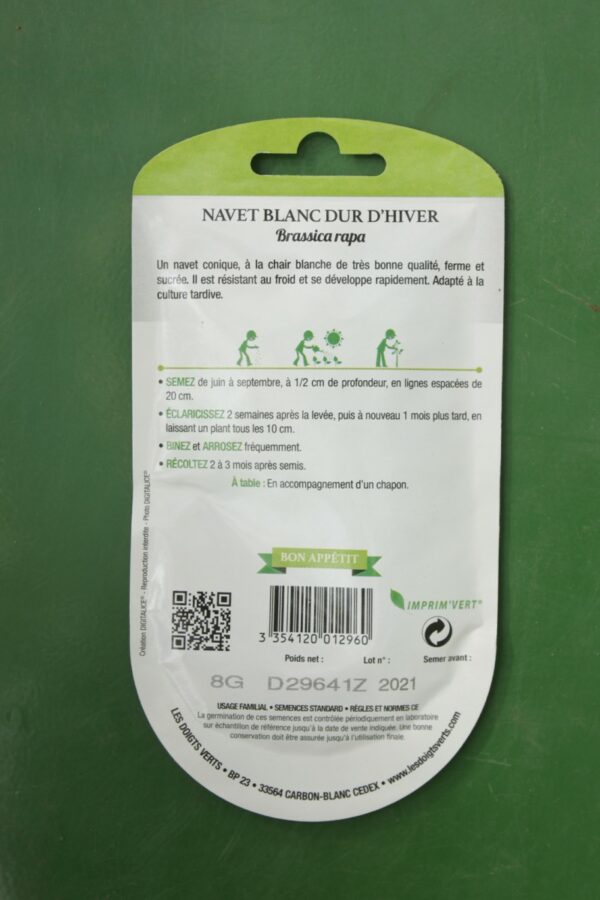 NAVET BLANC DUR D'HIVER
Brassica rapa
Un navet conique, à la chair blanche de très bonne qualité, ferme et
sucrée. Il est résistant au froid et se développe rapidement. Adapté à la
culture tardive.
• SEMEZ de juin à septembre, à 1/2 cm de profondeur, en lignes espacées de
20 cm.
• ÉCLARICISSEZ 2 semaines après la levée, puis à nouveau 1 mois plus tard, en
laissant un plant tous les 10 cm.
• BINEZ et ARROSEZ fréquemment.
• RÉCOLTEZ 2 à 3 mois après semis.
À table : En accompagnement d'un chapon.
BON APPÉTIT
Création DIGITALICE® - Reproduction interdite - Photo DIGITALICE®
IMPRIM'VERT®
3 354120 012960
Poids net : Lot n° : Semer avant :
8G D29641Z 2021
USAGE FAMILIAL • SEMENCES STANDARD • RÈGLES ET NORMES CE
La germination de ces semences est contrôlée périodiquement en laboratoire
sur échantillon de référence jusqu'à la date de vente indiquée. Une bonne
conservation doit être assurée jusqu'à l'utilisation finale.
LES DOIGTS VERTS • BP 23 • 33564 CARBON-BLANC CEDEX • www.lesdoigtsverts.com